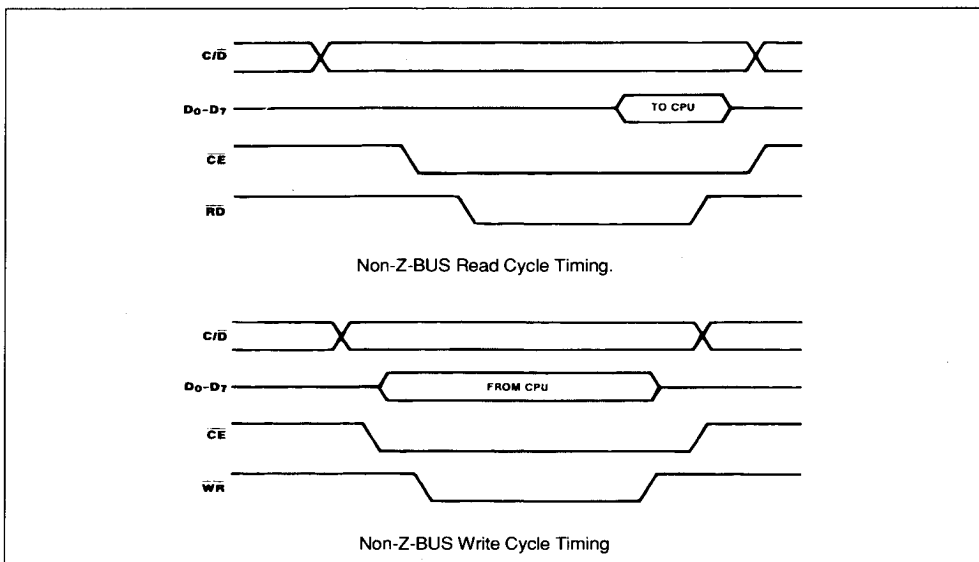 C/D̅
D₀-D₇ TO CPU
C̅E̅
R̅D̅
Non-Z-BUS Read Cycle Timing.
C/D̅
D₀-D₇ FROM CPU
C̅E̅
W̅R̅
Non-Z-BUS Write Cycle Timing